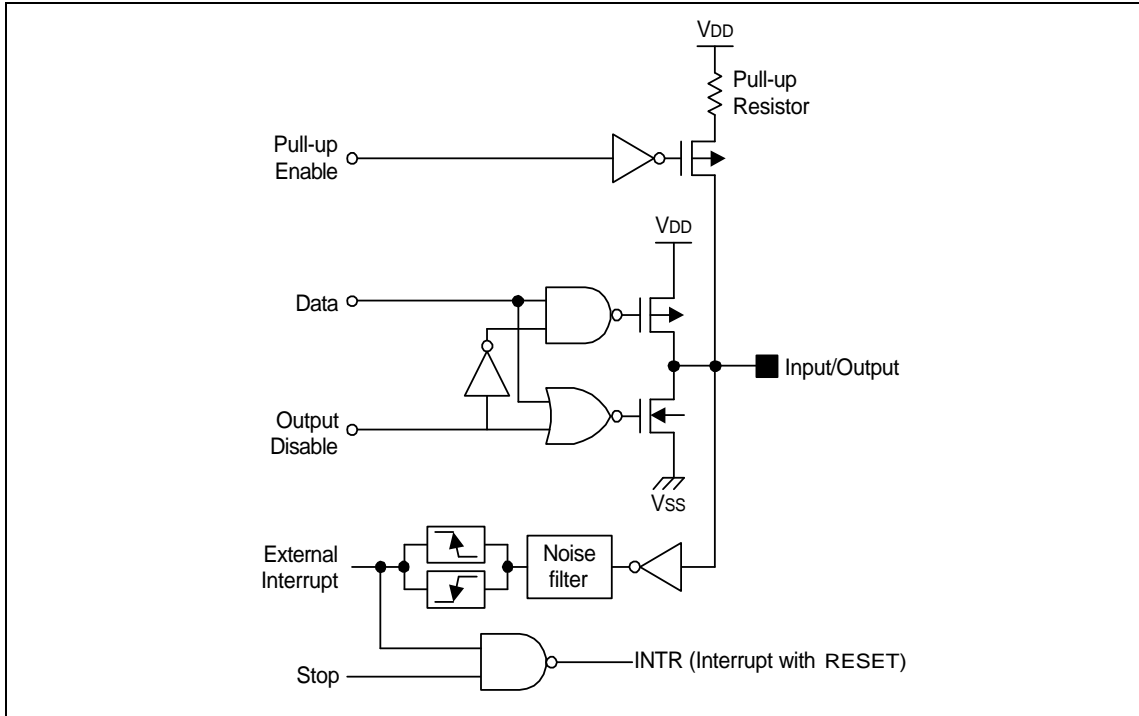 VDD
Pull-up
Resistor
Pull-up
Enable
VDD
Data
Input/Output
Output
Disable
VSS
External
Interrupt
Noise
filter
INTR (Interrupt with RESET)
Stop